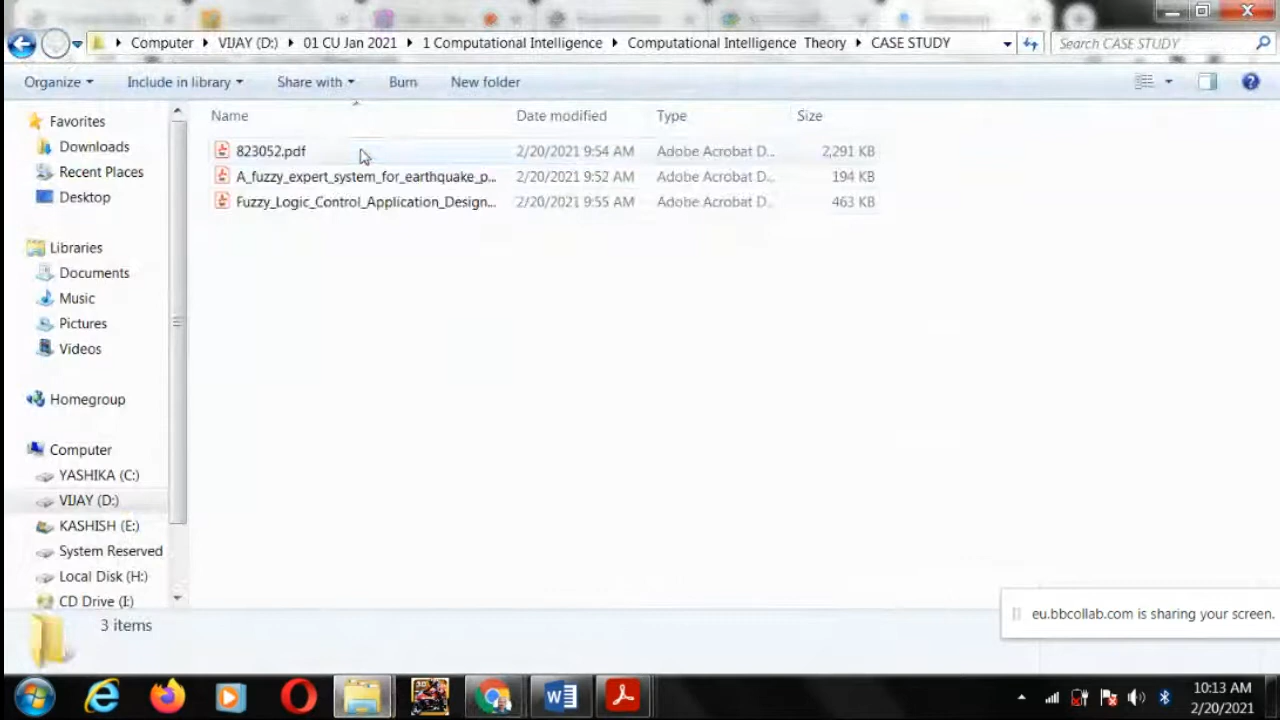 Computer VIJAY (D:) 01 CU Jan 2021 1 Computational Intelligence Computational Intelligence Theory CASE STUDY Search CASE STUDY
Organize Include in library Share with Burn New folder
Name Date modified Type Size
823052.pdf 2/20/2021 9:54 AM Adobe Acrobat D... 2,291 KB
A_fuzzy_expert_system_for_earthquake_p... 2/20/2021 9:52 AM Adobe Acrobat D... 194 KB
Fuzzy_Logic_Control_Application_Design... 2/20/2021 9:55 AM Adobe Acrobat D... 463 KB
Favorites
Downloads
Recent Places
Desktop
Libraries
Documents
Music
Pictures
Videos
Homegroup
Computer
YASHIKA (C:)
VIJAY (D:)
KASHISH (E:)
System Reserved
Local Disk (H:)
CD Drive (I:)
3 items
eu.bbcollab.com is sharing your screen.
10:13 AM
2/20/2021